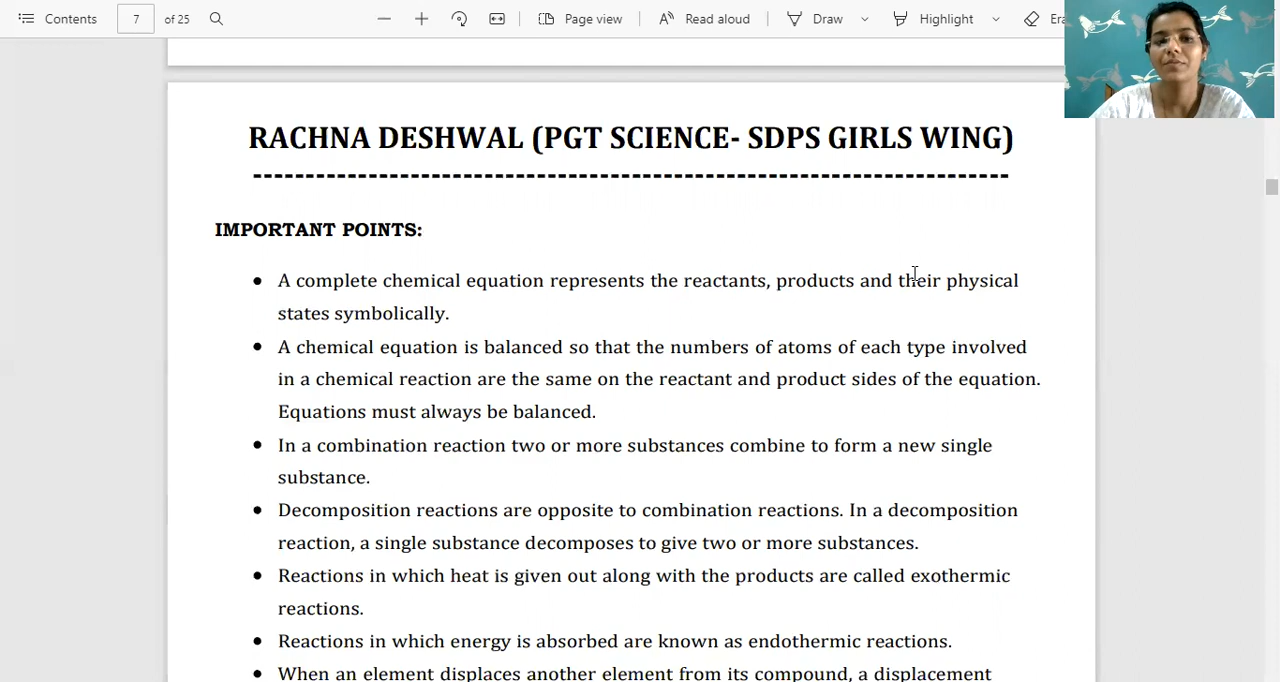 Contents 7 of 25 Page view Read aloud Draw Highlight
RACHNA DESHWAL (PGT SCIENCE- SDPS GIRLS WING)
IMPORTANT POINTS:
• A complete chemical equation represents the reactants, products and their physical
states symbolically.
• A chemical equation is balanced so that the numbers of atoms of each type involved
in a chemical reaction are the same on the reactant and product sides of the equation.
Equations must always be balanced.
• In a combination reaction two or more substances combine to form a new single
substance.
• Decomposition reactions are opposite to combination reactions. In a decomposition
reaction, a single substance decomposes to give two or more substances.
• Reactions in which heat is given out along with the products are called exothermic
reactions.
• Reactions in which energy is absorbed are known as endothermic reactions.
• When an element displaces another element from its compound, a displacement